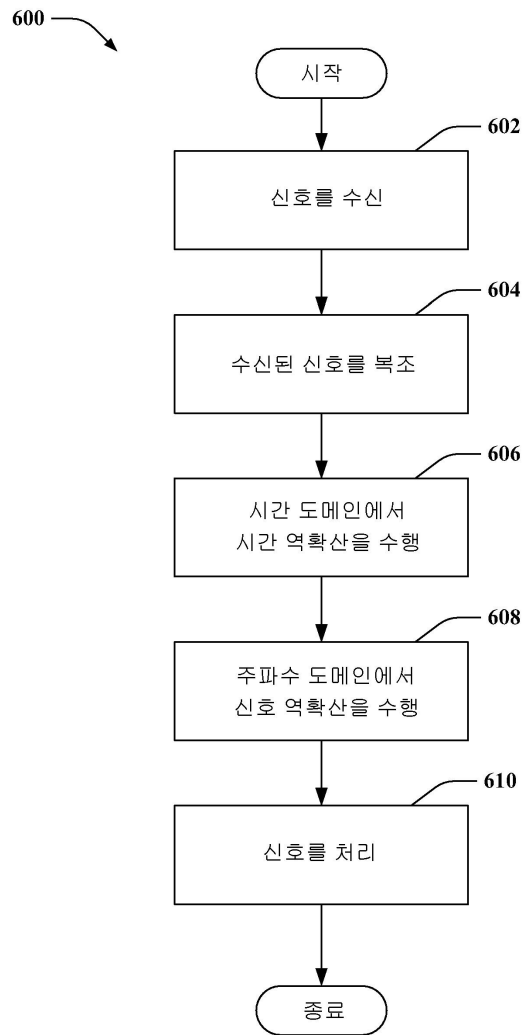 600
시작
602
신호를 수신
604
수신된 신호를 복조
606
시간 도메인에서
시간 역확산을 수행
608
주파수 도메인에서
신호 역확산을 수행
610
신호를 처리
종료